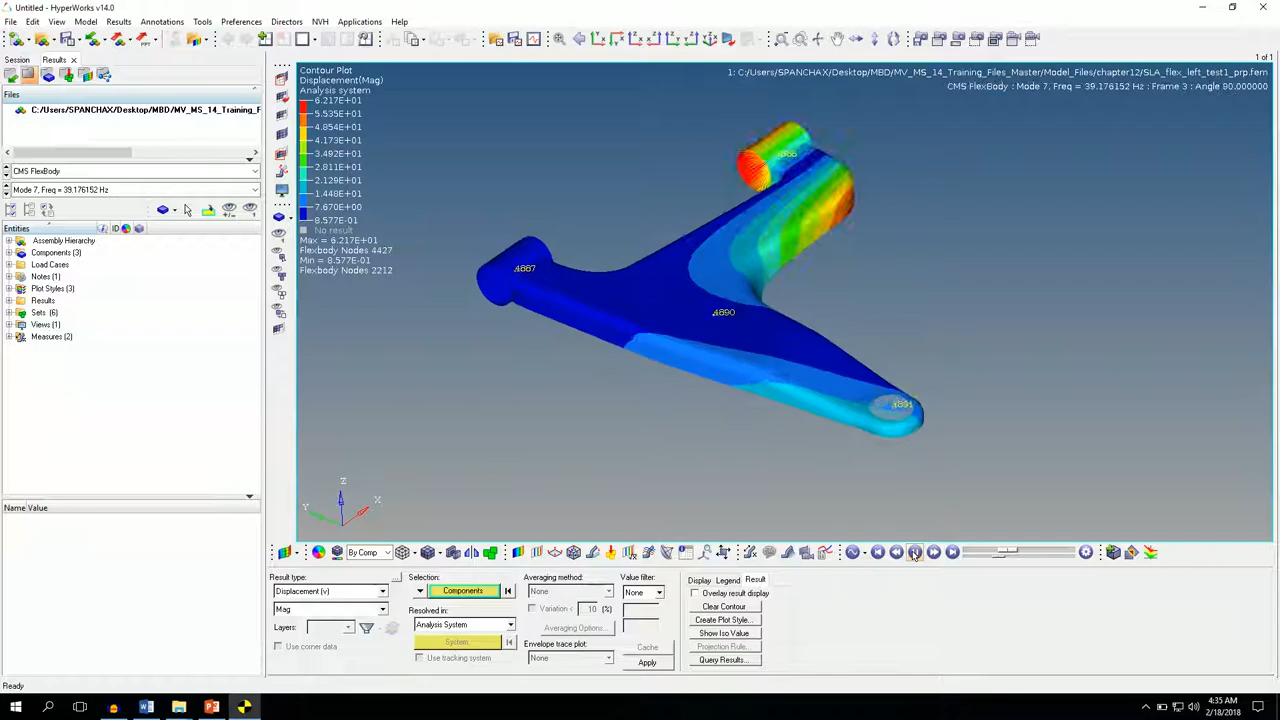 Untitled - HyperWorks v14.0
File Edit View Model Results Annotations Tools Preferences Directors NVH Applications Help
Session Results
1 of 1
Files
C:/Users/SPANCHAX/Desktop/MBD/MV_MS_14_Training_F
CMS FlexBody
Mode 7, Freq = 39.176152 Hz
Entities ID
Assembly Hierarchy
Components (3)
Load Cases
Notes (1)
Plot Styles (3)
Results
Sets (6)
Views (1)
Measures (2)
Name Value
Contour Plot
Displacement(Mag)
Analysis system
6.217E+01
5.535E+01
4.854E+01
4.173E+01
3.492E+01
2.811E+01
2.129E+01
1.448E+01
7.670E+00
8.577E-01
No result
Max = 6.217E+01
Flexbody Nodes 4427
Min = 8.577E-01
Flexbody Nodes 2212
1: C:/Users/SPANCHAX/Desktop/MBD/MV_MS_14_Training_Files_Master/Model_Files/chapter12/SLA_flex_left_test1_prp.fem
CMS FlexBody : Mode 7, Freq = 39.176152 Hz : Frame 3 : Angle 90.000000
4887
4890
Z
Y
X
By Comp
Result type:
Displacement (v)
Mag
Layers:
Use corner data
Selection:
Components
Resolved in:
Analysis System
System
Use tracking system
Averaging method:
None
Variation < 10 (%)
Averaging Options...
Envelope trace plot:
None
Value filter:
None
Cache
Apply
Display Legend Result
Overlay result display
Clear Contour
Create Plot Style...
Show Iso Value
Projection Rule...
Query Results...
Ready
4:35 AM
2/18/2018